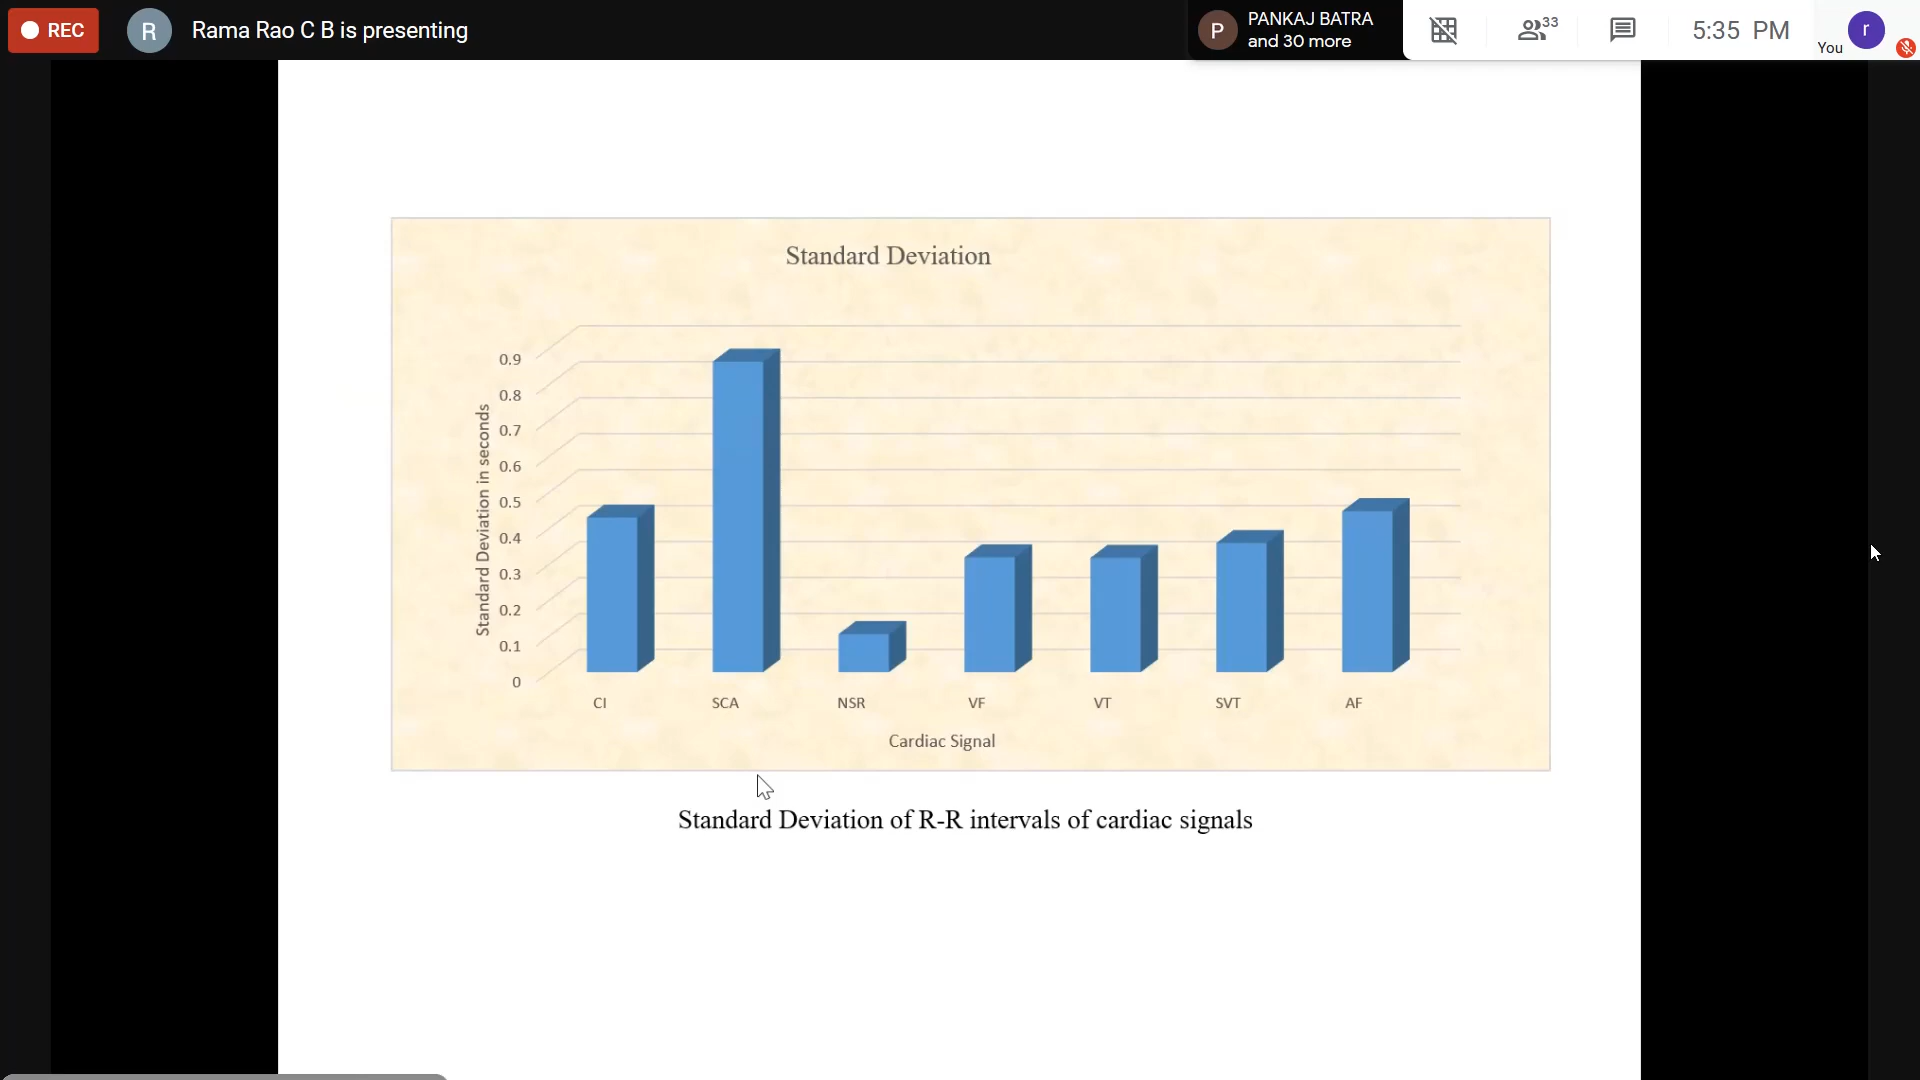 REC
R
Rama Rao C B is presenting
P
PANKAJ BATRA
and 30 more
33
5:35 PM
You
r
Standard Deviation
Standard Deviation in seconds
0.9
0.8
0.7
0.6
0.5
0.4
0.3
0.2
0.1
0
CI SCA NSR VF VT SVT AF
Cardiac Signal
Standard Deviation of R-R intervals of cardiac signals